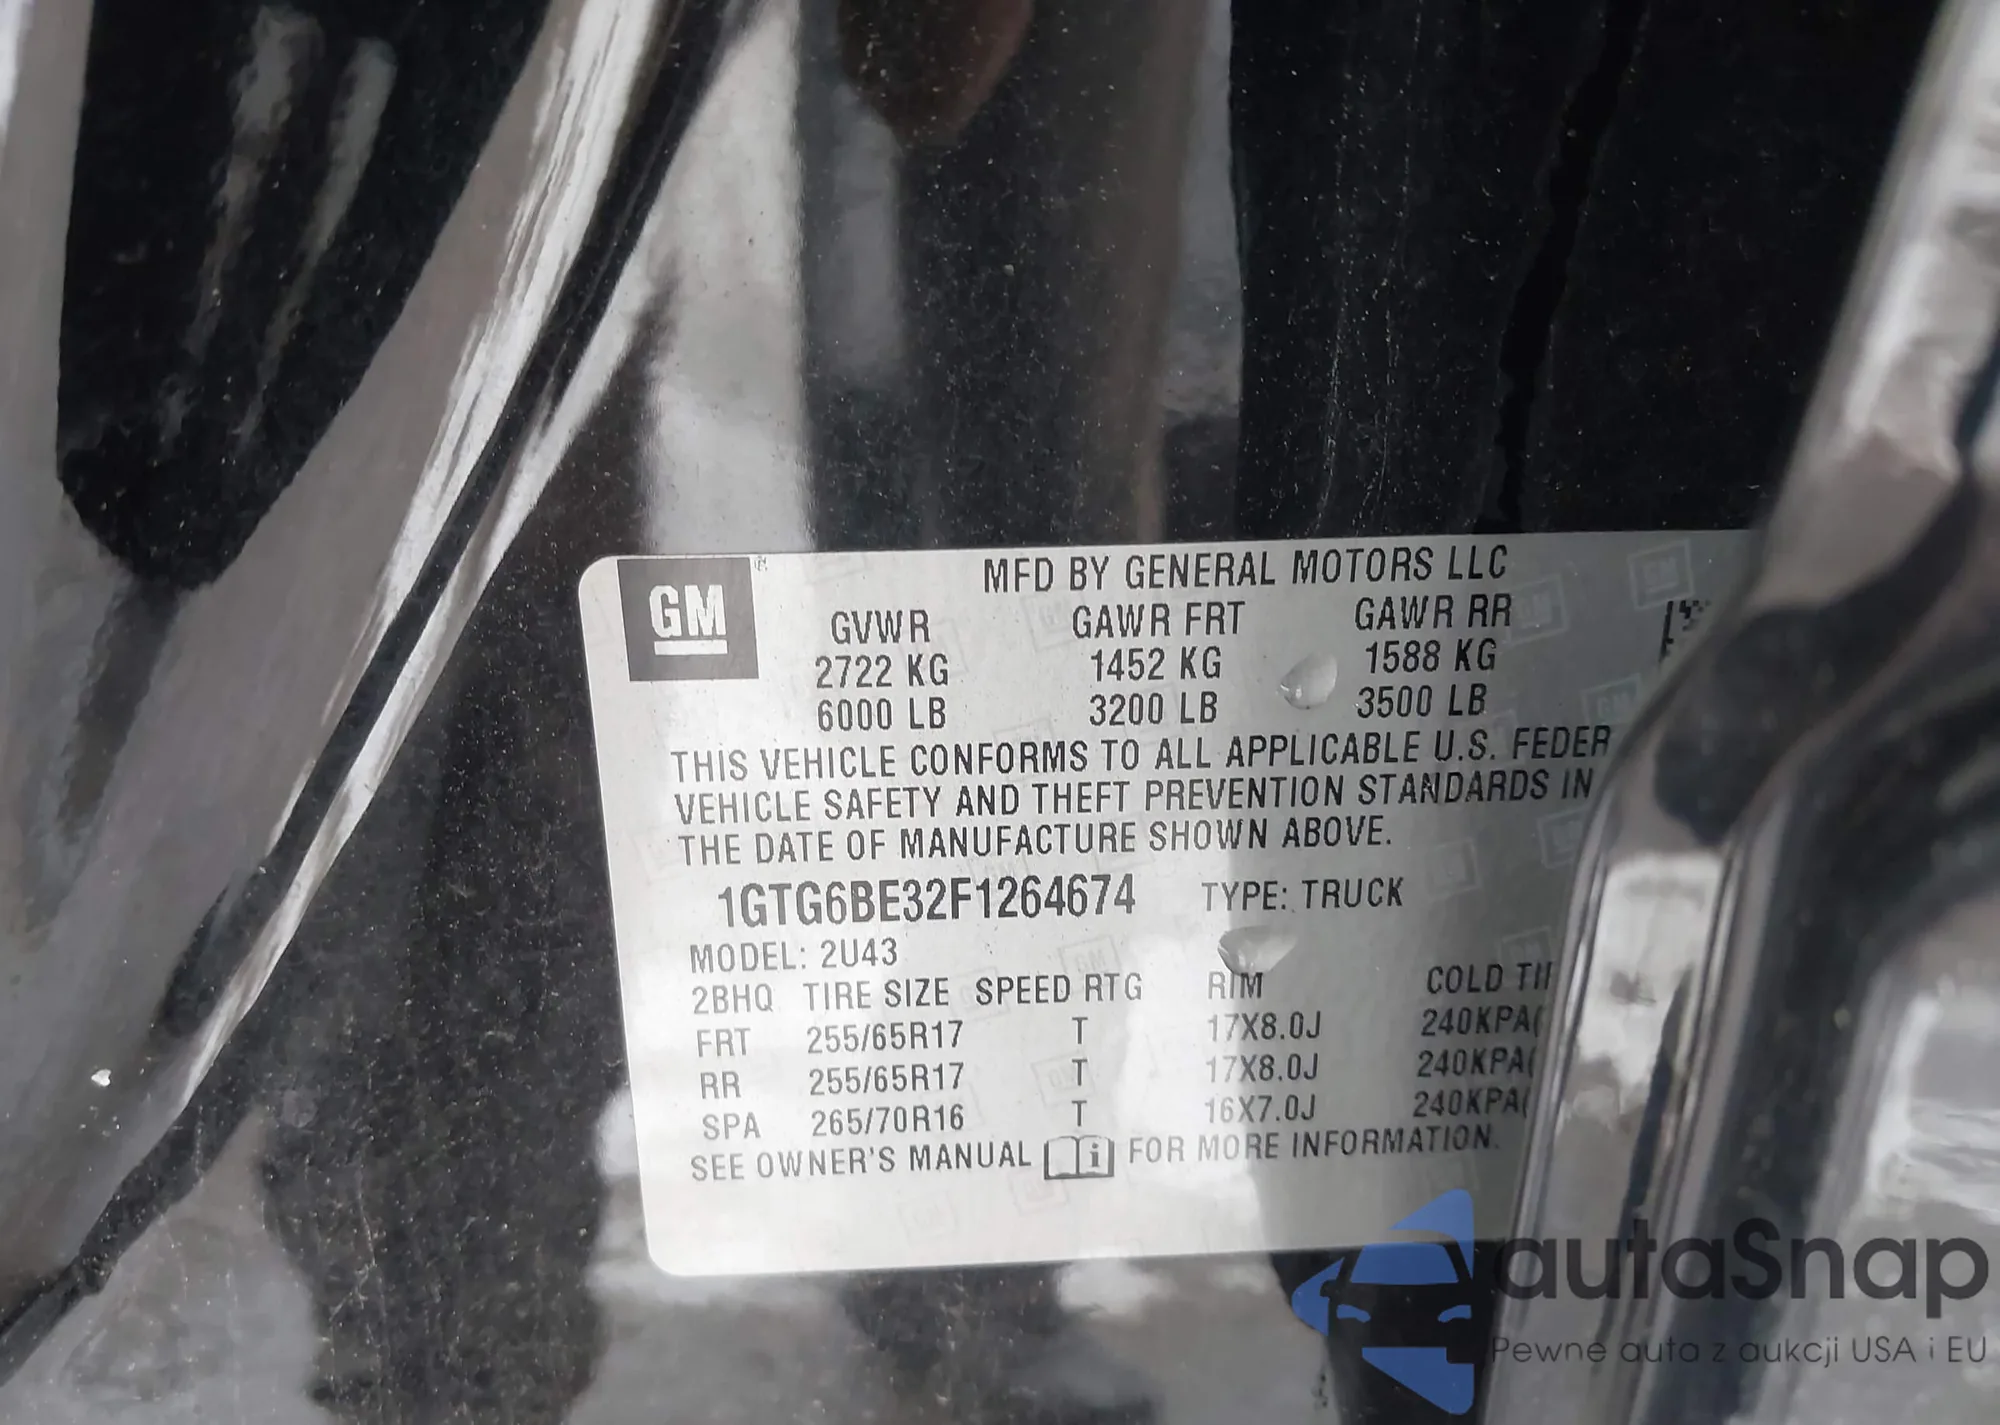 GM ®
MFD BY GENERAL MOTORS LLC
GVWR GAWR FRT GAWR RR
2722 KG 1452 KG 1588 KG
6000 LB 3200 LB 3500 LB
THIS VEHICLE CONFORMS TO ALL APPLICABLE U.S. FEDER
VEHICLE SAFETY AND THEFT PREVENTION STANDARDS IN
THE DATE OF MANUFACTURE SHOWN ABOVE.
1GTG6BE32F1264674 TYPE: TRUCK
MODEL: 2U43
2BHQ TIRE SIZE SPEED RTG RIM COLD
FRT 255/65R17 T 17X8.0J 240KPA(
RR 255/65R17 T 17X8.0J 240KPA(
SPA 265/70R16 T 16X7.0J 240KPA(
SEE OWNER'S MANUAL i FOR MORE INFORMATION.
autaSnap
Pewne auta z aukcji USA i EU